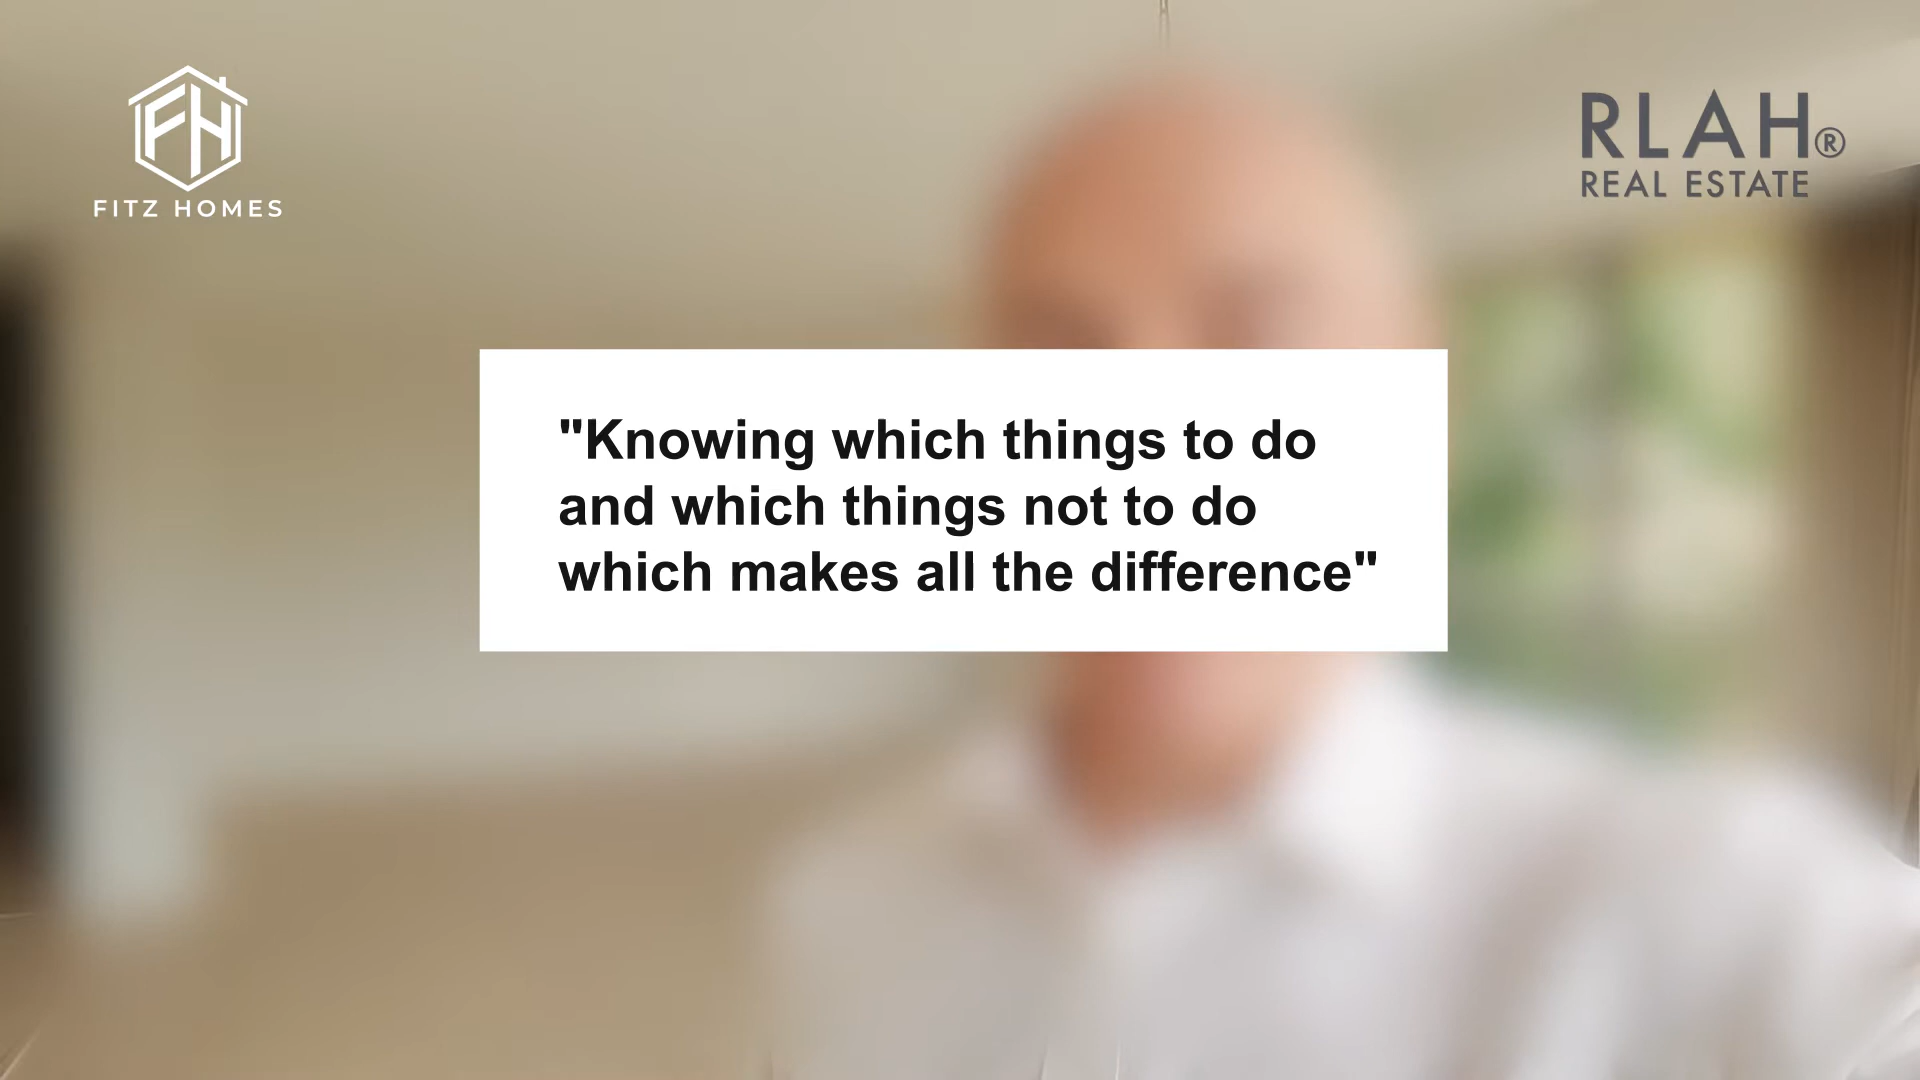 FH
FITZ HOMES
RLAH®
REAL ESTATE
"Knowing which things to do
and which things not to do
which makes all the difference"